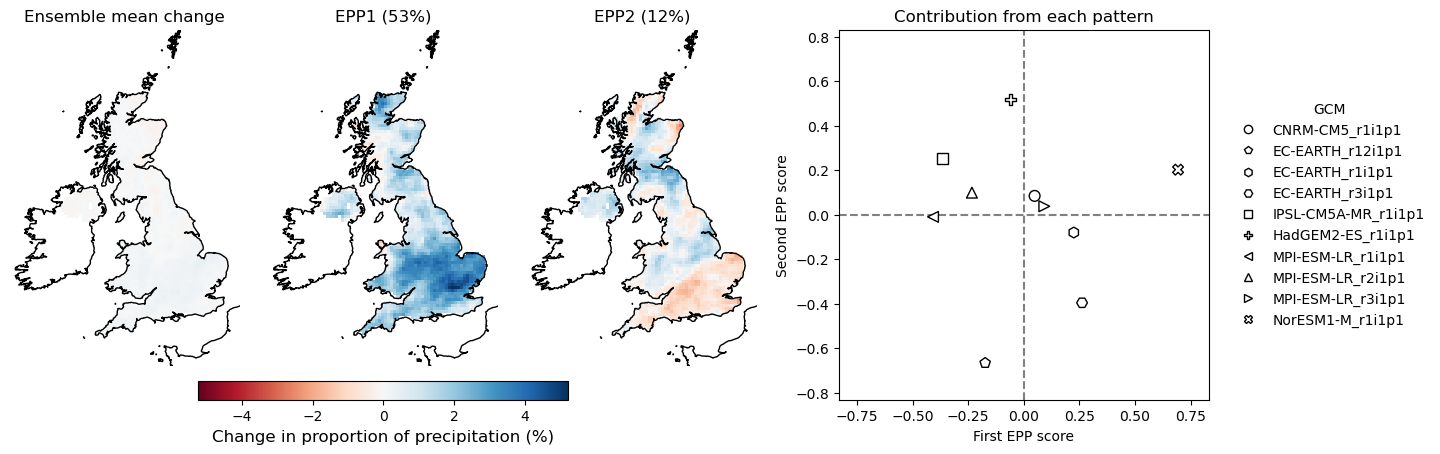 Ensemble mean change
EPP1 (53%)
EPP2 (12%)
−4 −2 0 2 4
Change in proportion of precipitation (%)
Contribution from each pattern
0.8
0.6
0.4
0.2
0.0
−0.2
−0.4
−0.6
−0.8
Second EPP score
−0.75 −0.50 −0.25 0.00 0.25 0.50 0.75
First EPP score
GCM
CNRM-CM5_r1i1p1
EC-EARTH_r12i1p1
EC-EARTH_r1i1p1
EC-EARTH_r3i1p1
IPSL-CM5A-MR_r1i1p1
HadGEM2-ES_r1i1p1
MPI-ESM-LR_r1i1p1
MPI-ESM-LR_r2i1p1
MPI-ESM-LR_r3i1p1
NorESM1-M_r1i1p1